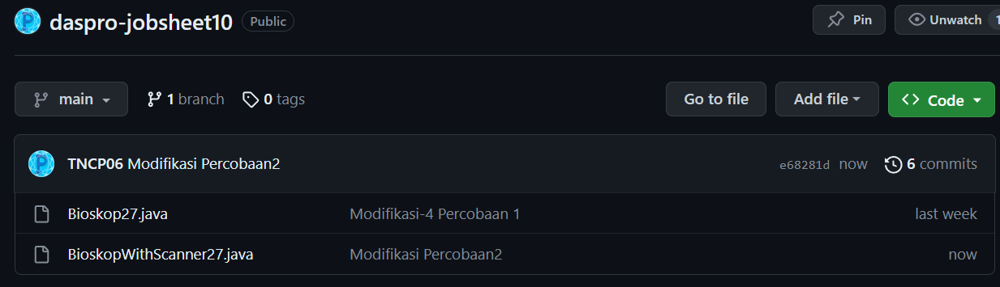 daspro-jobsheet10 Public Pin Unwatch 1
main 1 branch 0 tags Go to file Add file Code
TNCP06 Modifikasi Percobaan2 e68281d now 6 commits
Bioskop27.java Modifikasi-4 Percobaan 1 last week
BioskopWithScanner27.java Modifikasi Percobaan2 now